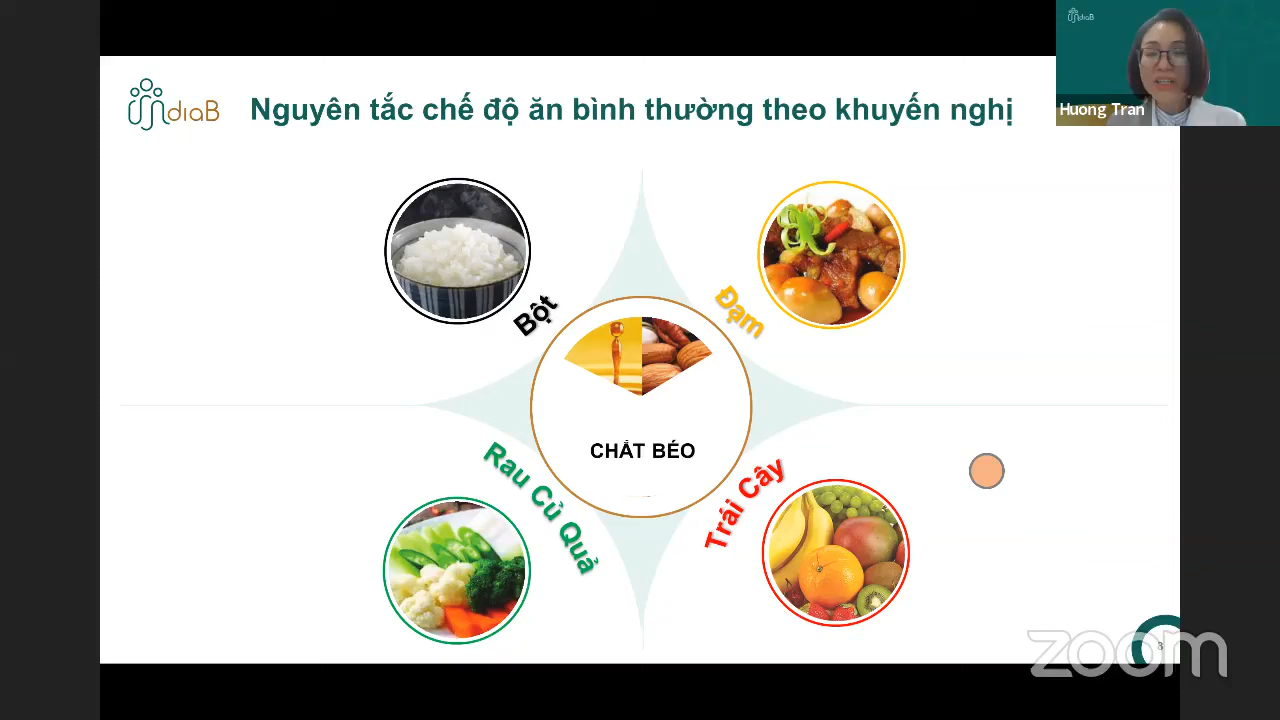 diaB
Nguyên tắc chế độ ăn bình thường theo khuyến nghị
diaB
Huong Tran
Bột
Đạm
CHẤT BÉO
Rau Củ Quả
Trái Cây
zoom